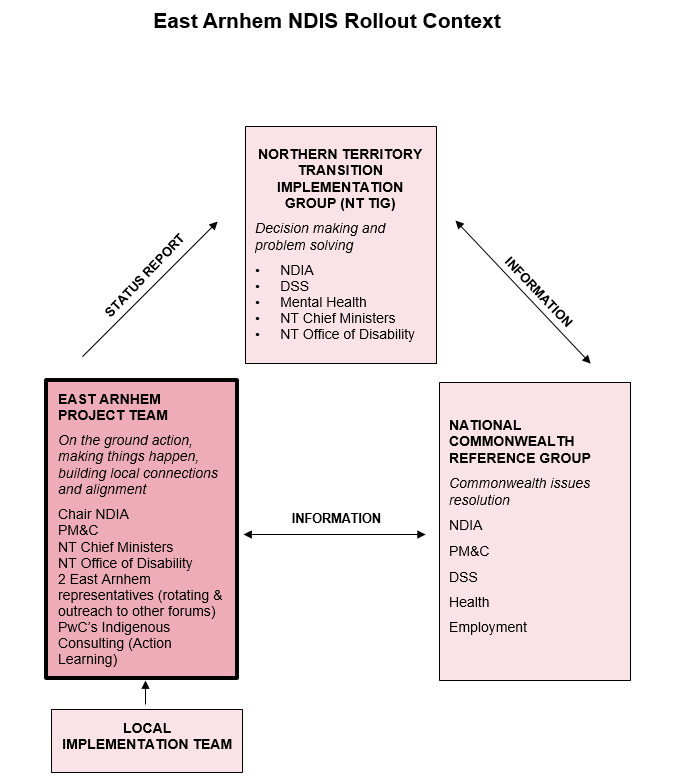 East Arnhem NDIS Rollout Context
NORTHERN TERRITORY
TRANSITION
IMPLEMENTATION
GROUP (NT TIG)
Decision making and
problem solving
• NDIA
• DSS
• Mental Health
• NT Chief Ministers
• NT Office of Disability
STATUS REPORT
INFORMATION
EAST ARNHEM
PROJECT TEAM
On the ground action,
making things happen,
building local connections
and alignment
Chair NDIA
PM&C
NT Chief Ministers
NT Office of Disability
2 East Arnhem
representatives (rotating &
outreach to other forums)
PwC's Indigenous
Consulting (Action
Learning)
INFORMATION
NATIONAL
COMMONWEALTH
REFERENCE GROUP
Commonwealth issues
resolution
NDIA
PM&C
DSS
Health
Employment
LOCAL
IMPLEMENTATION TEAM